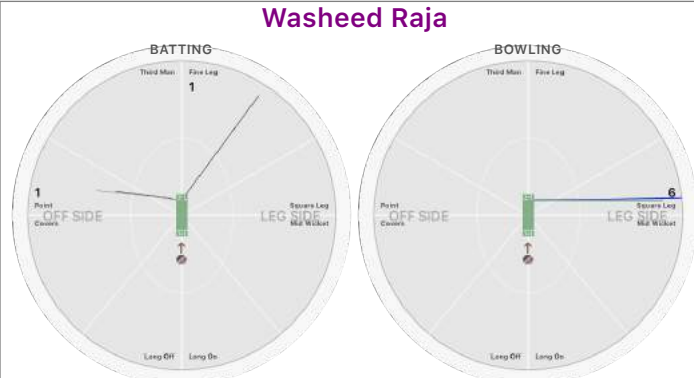 Washeed Raja
BATTING
Third Man
Fine Leg
1
1
Point
OFF SIDE
Covers
Square Leg
LEG SIDE
Mid Wicket
Long Off
Long On
BOWLING
Third Man
Fine Leg
6
Point
OFF SIDE
Covers
Square Leg
LEG SIDE
Mid Wicket
Long Off
Long On